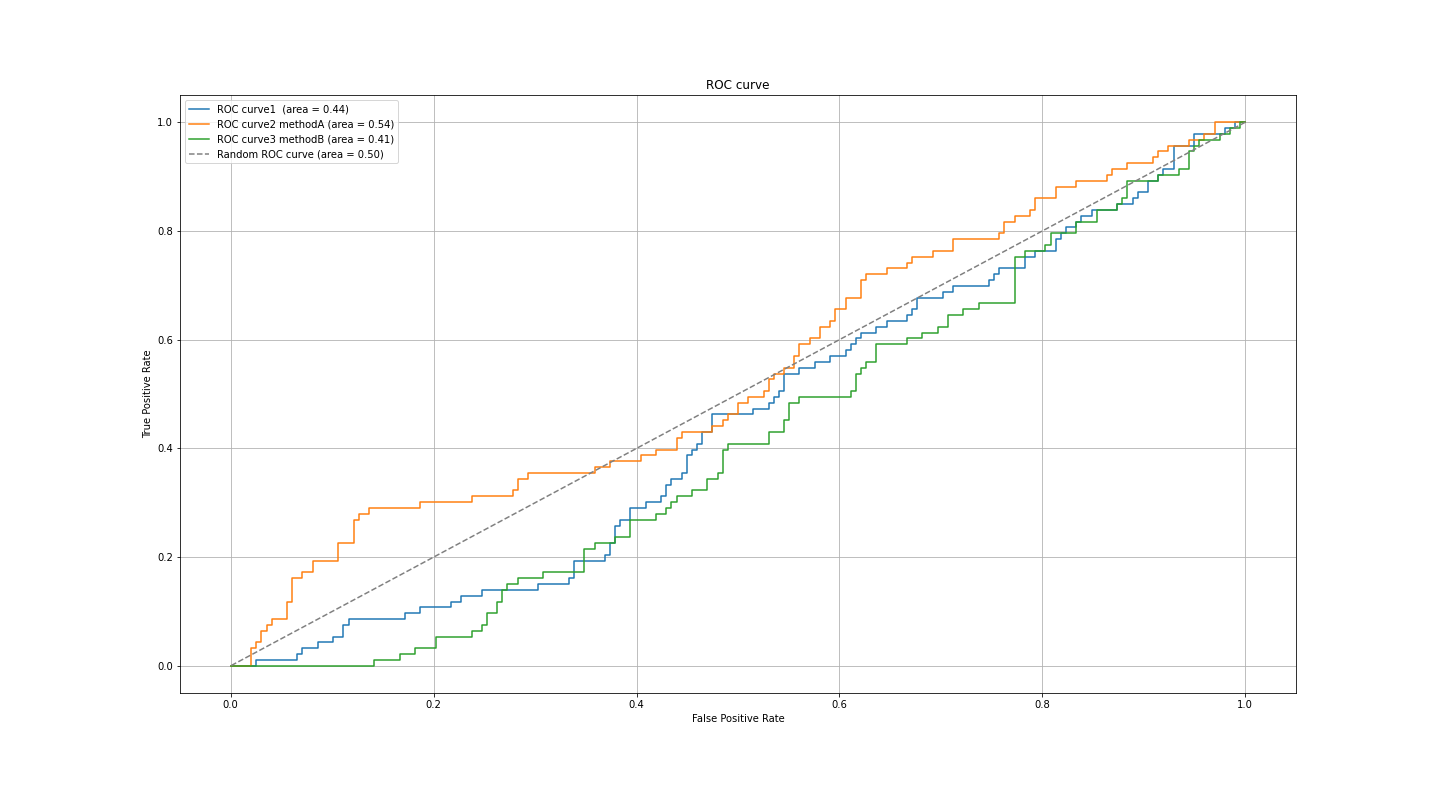 ROC curve
ROC curve1  (area = 0.44)
ROC curve2 methodA (area = 0.54)
ROC curve3 methodB (area = 0.41)
Random ROC curve (area = 0.50)
1.0
0.8
0.6
0.4
0.2
0.0
True Positive Rate
0.0 0.2 0.4 0.6 0.8 1.0
False Positive Rate